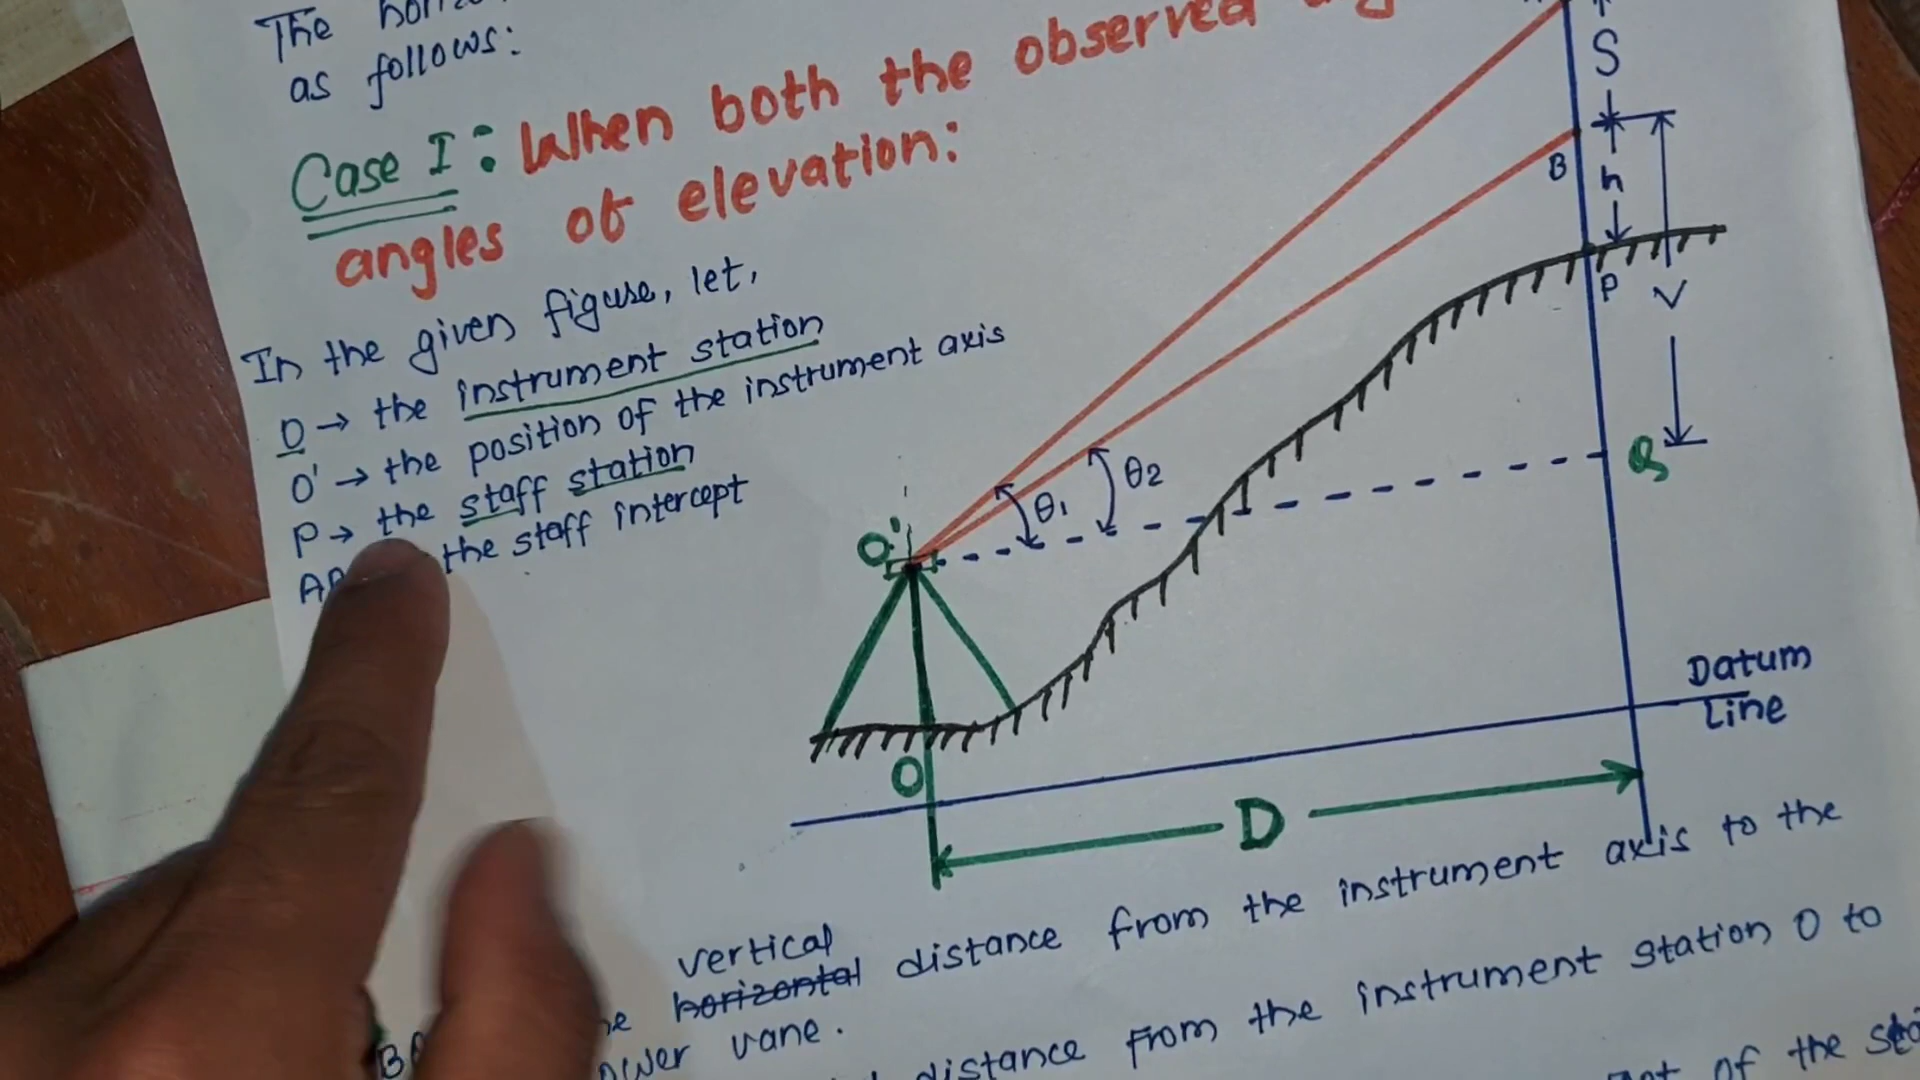 The
as follows:
Case I: When both the observed
angles of elevation:
In the given figure, let,
O → the instrument station
O' → the position of the instrument axis
P → the staff station
the staff intercept
S
B
h
P
V
θ1
θ2
Q
O'
O
Datum
Line
D
vertical
horizontal distance from the instrument axis to the
vane.
distance from the instrument station O to
of the